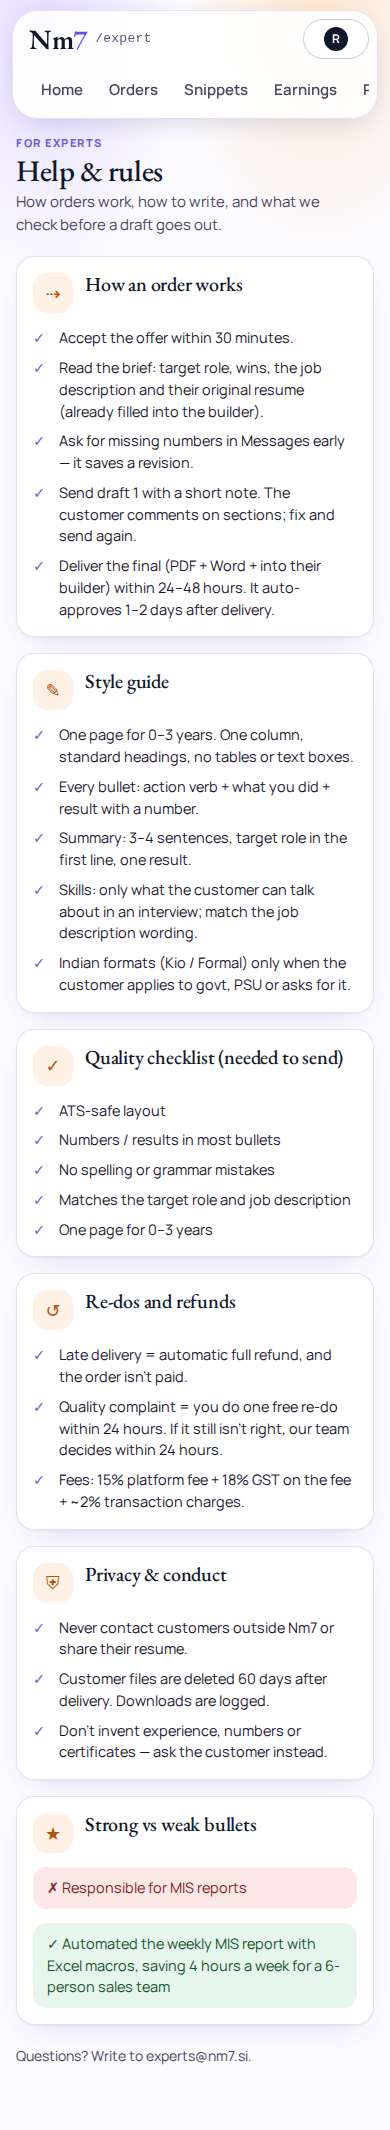 Nm7 /expert
R
Home Orders Snippets Earnings
FOR EXPERTS
Help & rules
How orders work, how to write, and what we
check before a draft goes out.
⇢ How an order works
✓ Accept the offer within 30 minutes.
✓ Read the brief: target role, wins, the job
description and their original resume
(already filled into the builder).
✓ Ask for missing numbers in Messages early
— it saves a revision.
✓ Send draft 1 with a short note. The
customer comments on sections; fix and
send again.
✓ Deliver the final (PDF + Word + into their
builder) within 24–48 hours. It auto-
approves 1–2 days after delivery.
✎ Style guide
✓ One page for 0–3 years. One column,
standard headings, no tables or text boxes.
✓ Every bullet: action verb + what you did +
result with a number.
✓ Summary: 3–4 sentences, target role in the
first line, one result.
✓ Skills: only what the customer can talk
about in an interview; match the job
description wording.
✓ Indian formats (Kio / Formal) only when the
customer applies to govt, PSU or asks for it.
✓ Quality checklist (needed to send)
✓ ATS-safe layout
✓ Numbers / results in most bullets
✓ No spelling or grammar mistakes
✓ Matches the target role and job description
✓ One page for 0–3 years
↺ Re-dos and refunds
✓ Late delivery = automatic full refund, and
the order isn't paid.
✓ Quality complaint = you do one free re-do
within 24 hours. If it still isn't right, our team
decides within 24 hours.
✓ Fees: 15% platform fee + 18% GST on the fee
+ ~2% transaction charges.
⛨ Privacy & conduct
✓ Never contact customers outside Nm7 or
share their resume.
✓ Customer files are deleted 60 days after
delivery. Downloads are logged.
✓ Don't invent experience, numbers or
certificates — ask the customer instead.
★ Strong vs weak bullets
✗ Responsible for MIS reports
✓ Automated the weekly MIS report with
Excel macros, saving 4 hours a week for a 6-
person sales team
Questions? Write to experts@nm7.si.